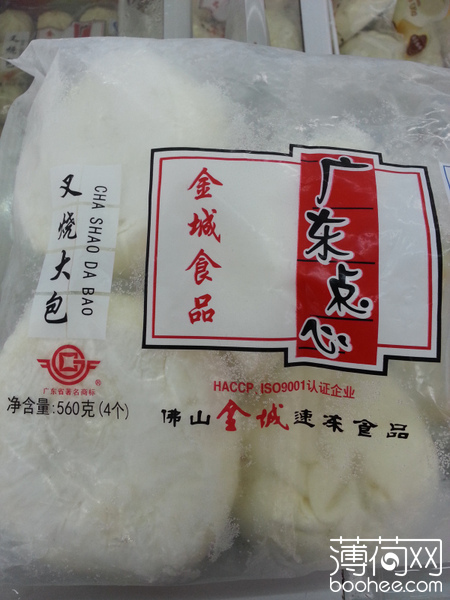 广东点心
金城食品
叉烧大包
CHA SHAO DA BAO
广东省著名商标
®
净含量:560克(4个)
HACCP ISO9001认证企业
佛山金城速冻食品
薄荷网
boohee.com